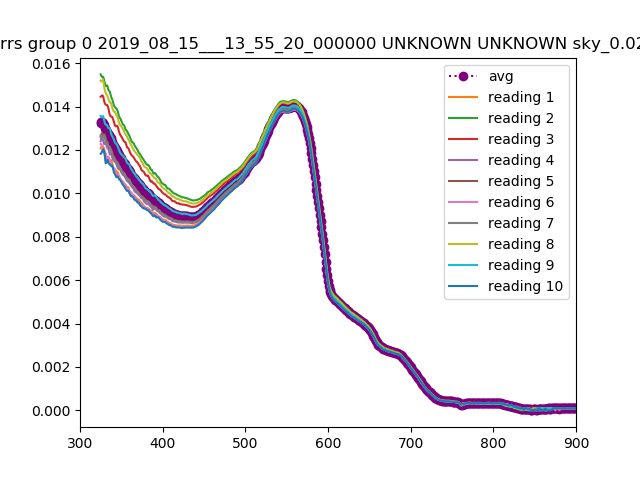 rrs group 0 2019_08_15___13_55_20_000000 UNKNOWN UNKNOWN sky_0.02
0.016
0.014
0.012
0.010
0.008
0.006
0.004
0.002
0.000
300
400
500
600
700
800
900
avg
reading 1
reading 2
reading 3
reading 4
reading 5
reading 6
reading 7
reading 8
reading 9
reading 10